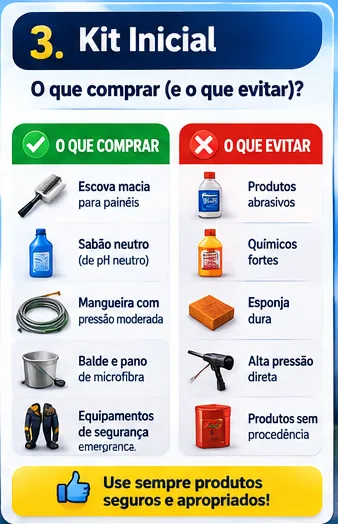 3. Kit Inicial
O que comprar (e o que evitar)?
O QUE COMPRAR
Escova macia
para painéis
Sabão neutro
(de pH neutro)
Mangueira com
pressão moderada
Balde e pano
de microfibra
Equipamentos
de segurança
emergrenca.
O QUE EVITAR
Produtos
abrasivos
Químicos
fortes
Esponja
dura
Alta pressão
direta
Produtos sem
procedência
Use sempre produtos
seguros e apropriados!